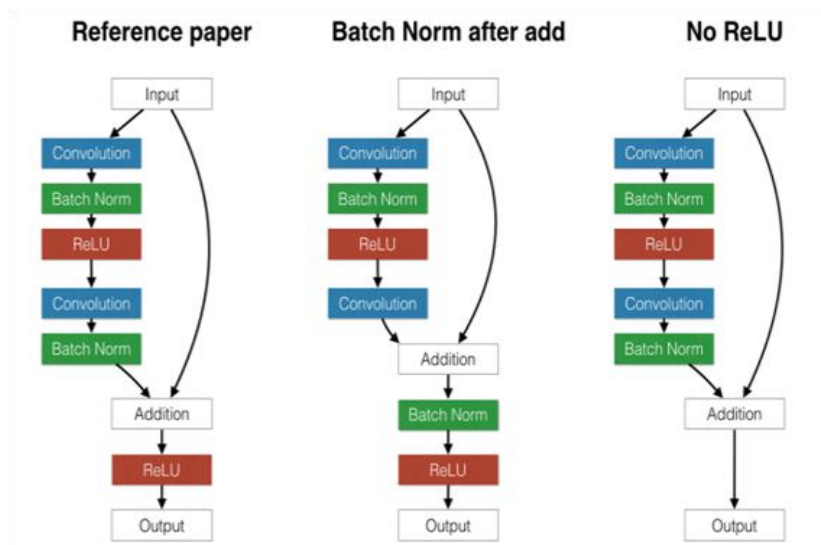 Reference paper
Input
Convolution
Batch Norm
ReLU
Convolution
Batch Norm
Addition
ReLU
Output
Batch Norm after add
Input
Convolution
Batch Norm
ReLU
Convolution
Addition
Batch Norm
ReLU
Output
No ReLU
Input
Convolution
Batch Norm
ReLU
Convolution
Batch Norm
Addition
Output